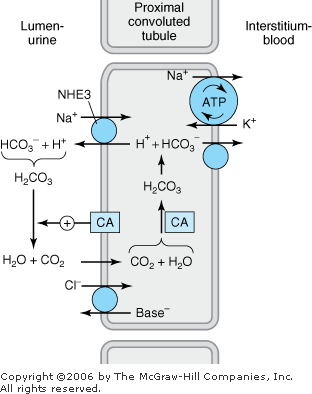 Lumen-
urine
Proximal
convoluted
tubule
Interstitium-
blood
Na⁺
NHE3
ATP
Na⁺
K⁺
HCO₃⁻ + H⁺
H⁺ + HCO₃⁻
H₂CO₃
H₂CO₃
+
CA
CA
H₂O + CO₂
CO₂ + H₂O
Cl⁻
Base⁻
Copyright ©2006 by The McGraw-Hill Companies, Inc.
All rights reserved.